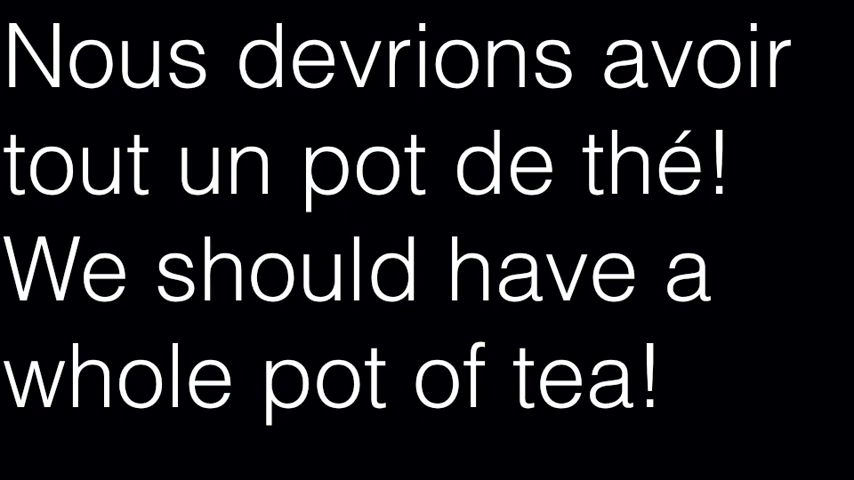 Nous devrions avoir
tout un pot de thé!
We should have a
whole pot of tea!